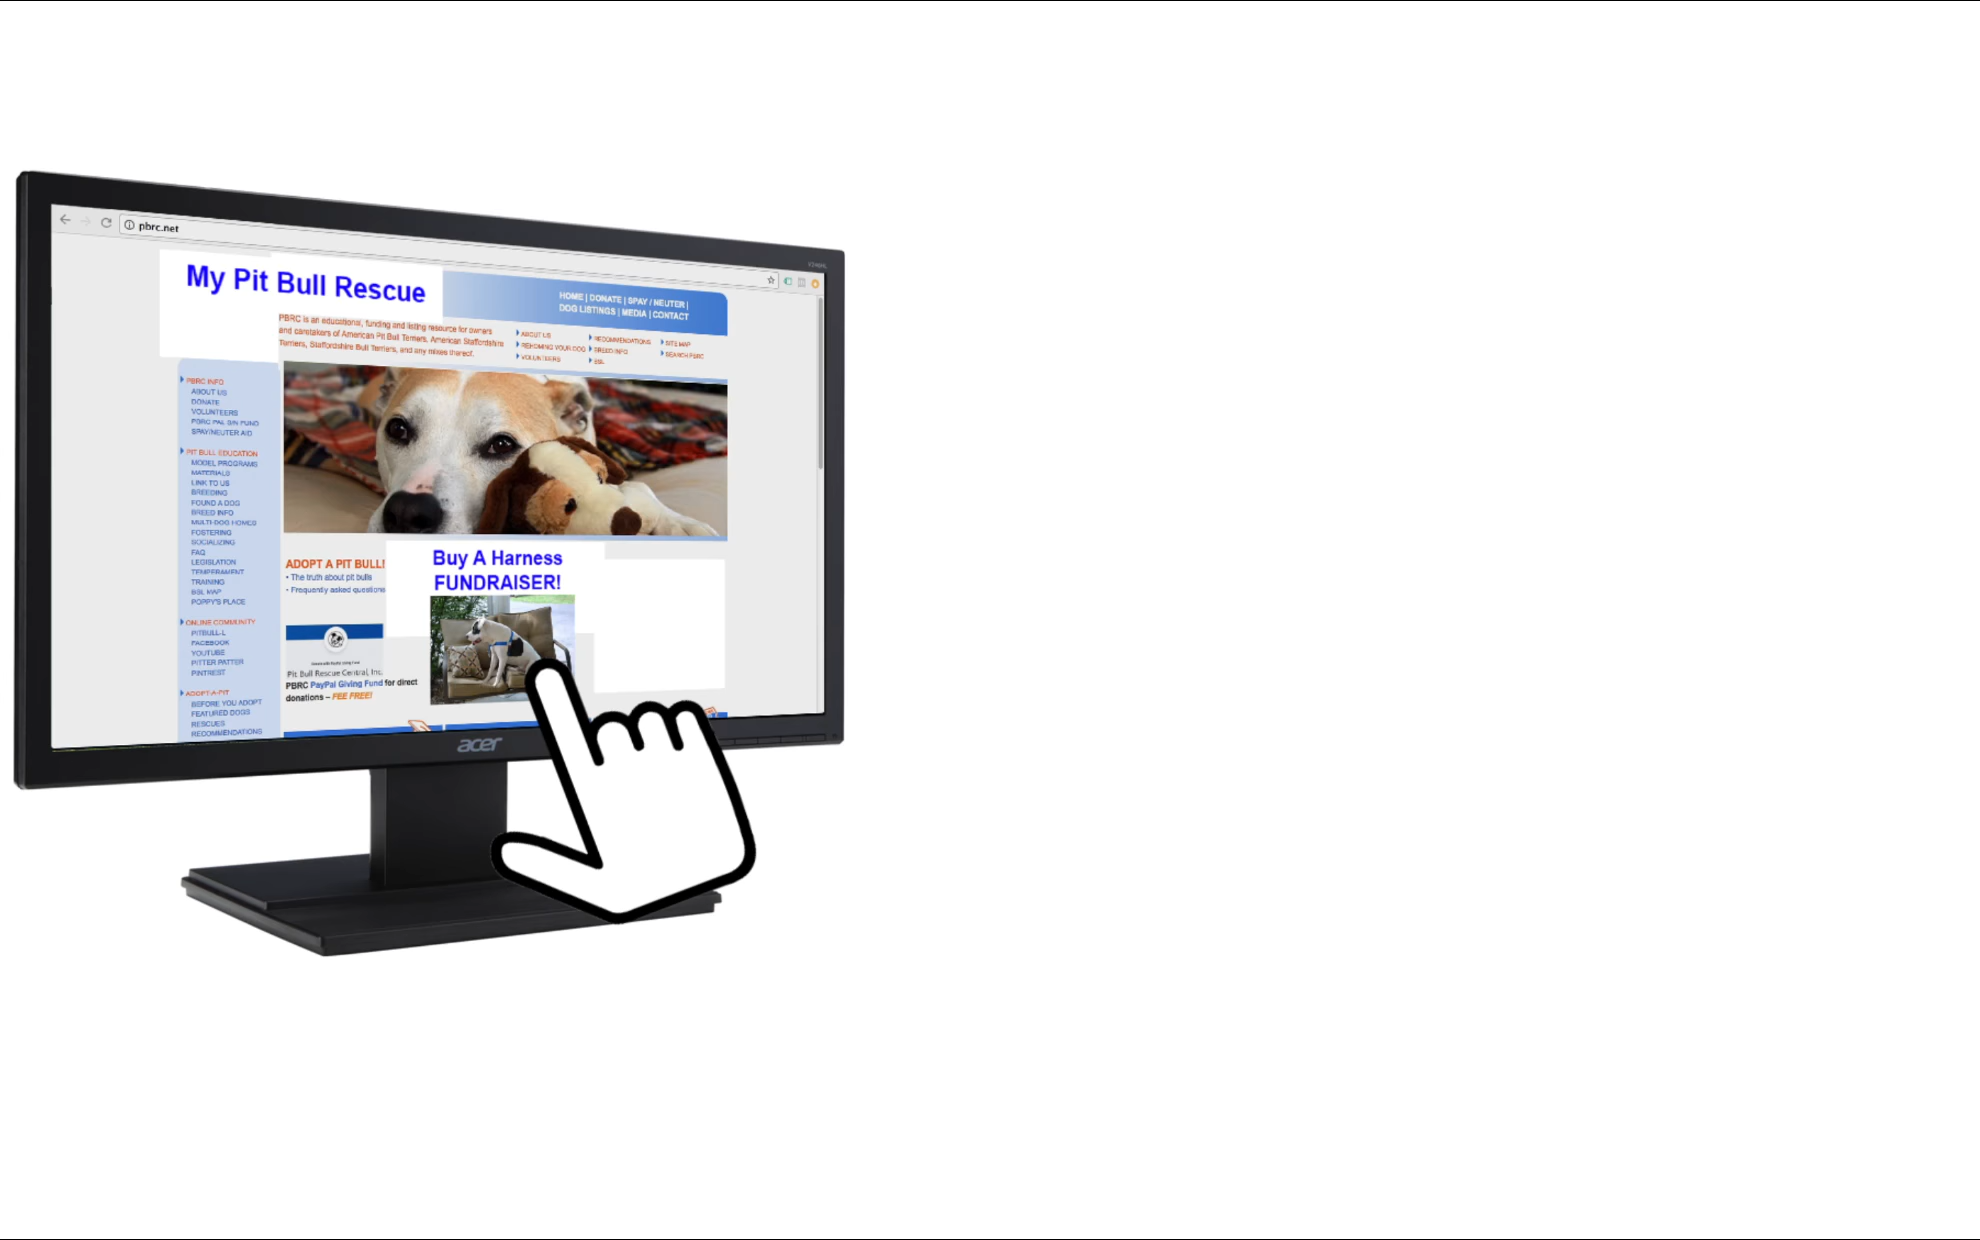 pbrc.net
My Pit Bull Rescue
HOME | DONATE | SPAY / NEUTER |
DOG LISTINGS | MEDIA | CONTACT
PBRC is an educational, funding and listing resource for owners
and caretakers of American Pit Bull Terriers, American Staffordshire
Terriers, Staffordshire Bull Terriers, and any mixes thereof.
ABOUT US
REHOMING YOUR DOG
VOLUNTEERS
RECOMMENDATIONS
BREED INFO
BSL
SITE MAP
SEARCH PBRC
PBRC INFO
ABOUT US
DONATE
VOLUNTEERS
PBRC PAL S/N FUND
SPAY/NEUTER AID
PIT BULL EDUCATION
MODEL PROGRAMS
MATERIALS
LINK TO US
BREEDING
FOUND A DOG
BREED INFO
MULTI-DOG HOMES
FOSTERING
SOCIALIZING
FAQ
LEGISLATION
TEMPERAMENT
TRAINING
BSL MAP
POPPY'S PLACE
ONLINE COMMUNITY
PITBULL-L
FACEBOOK
YOUTUBE
PITTER PATTER
PINTREST
ADOPT-A-PIT
BEFORE YOU ADOPT
FEATURED DOGS
RESCUES
RECOMMENDATIONS
ADOPT A PIT BULL!
• The truth about pit bulls
• Frequently asked questions
Pit Bull Rescue Central, Inc.
PBRC PayPal Giving Fund for direct
donations – FEE FREE!
Buy A Harness
FUNDRAISER!
acer